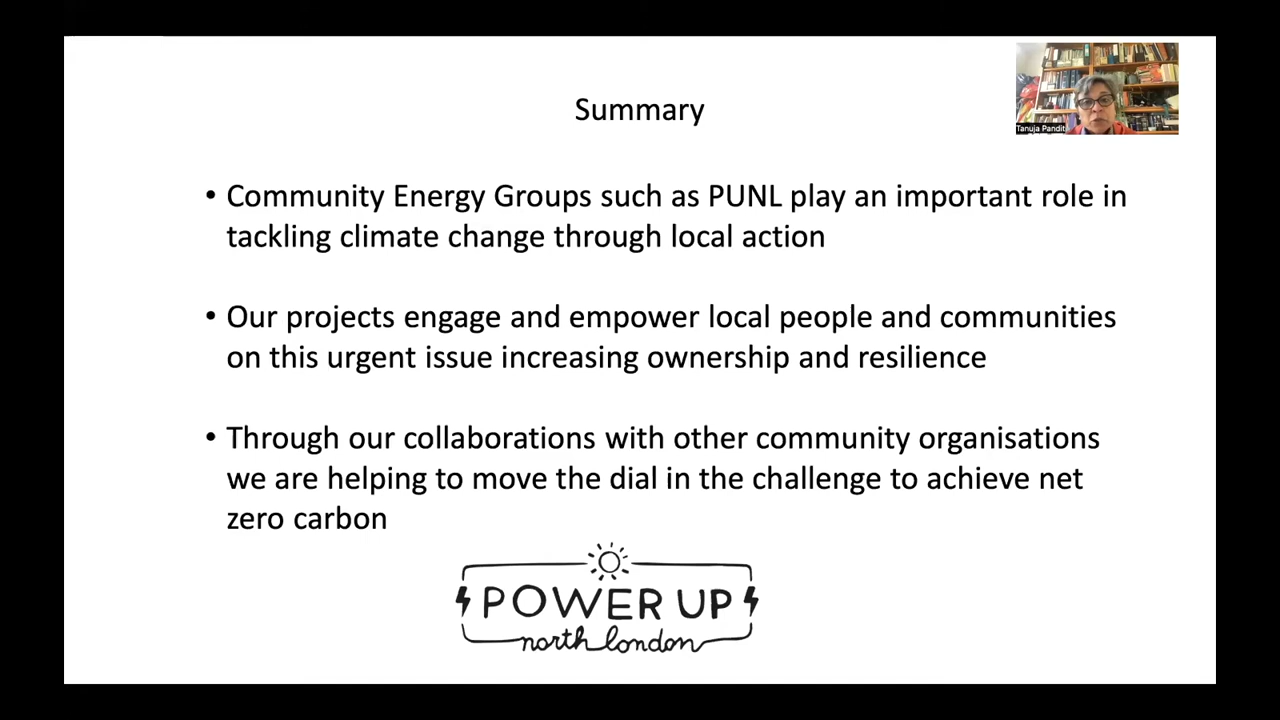 Summary
Tanuja Pandit
• Community Energy Groups such as PUNL play an important role in
tackling climate change through local action
• Our projects engage and empower local people and communities
on this urgent issue increasing ownership and resilience
• Through our collaborations with other community organisations
we are helping to move the dial in the challenge to achieve net
zero carbon
POWER UP
north london